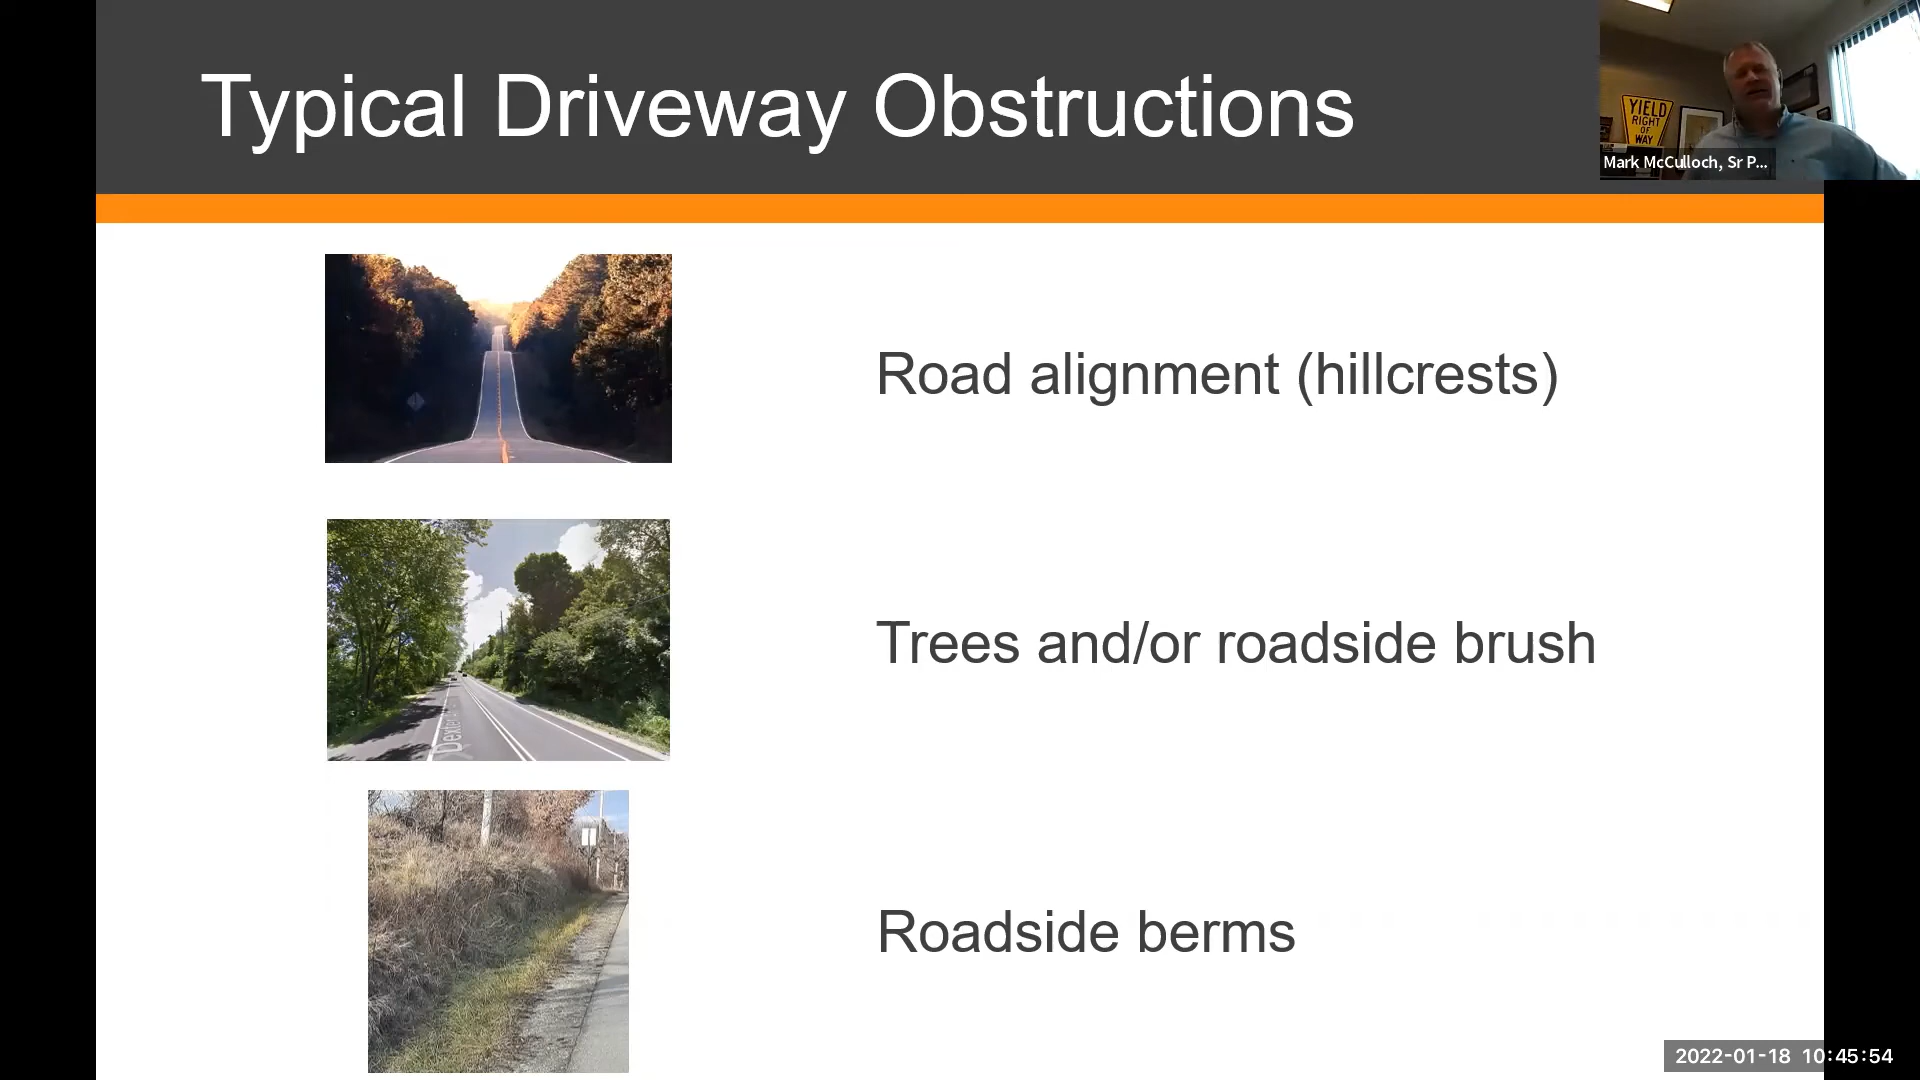 Typical Driveway Obstructions
YIELD
RIGHT
OF
WAY
Mark McCulloch, Sr P...
Road alignment (hillcrests)
Trees and/or roadside brush
Dexter
Roadside berms
2022-01-18 10:45:54